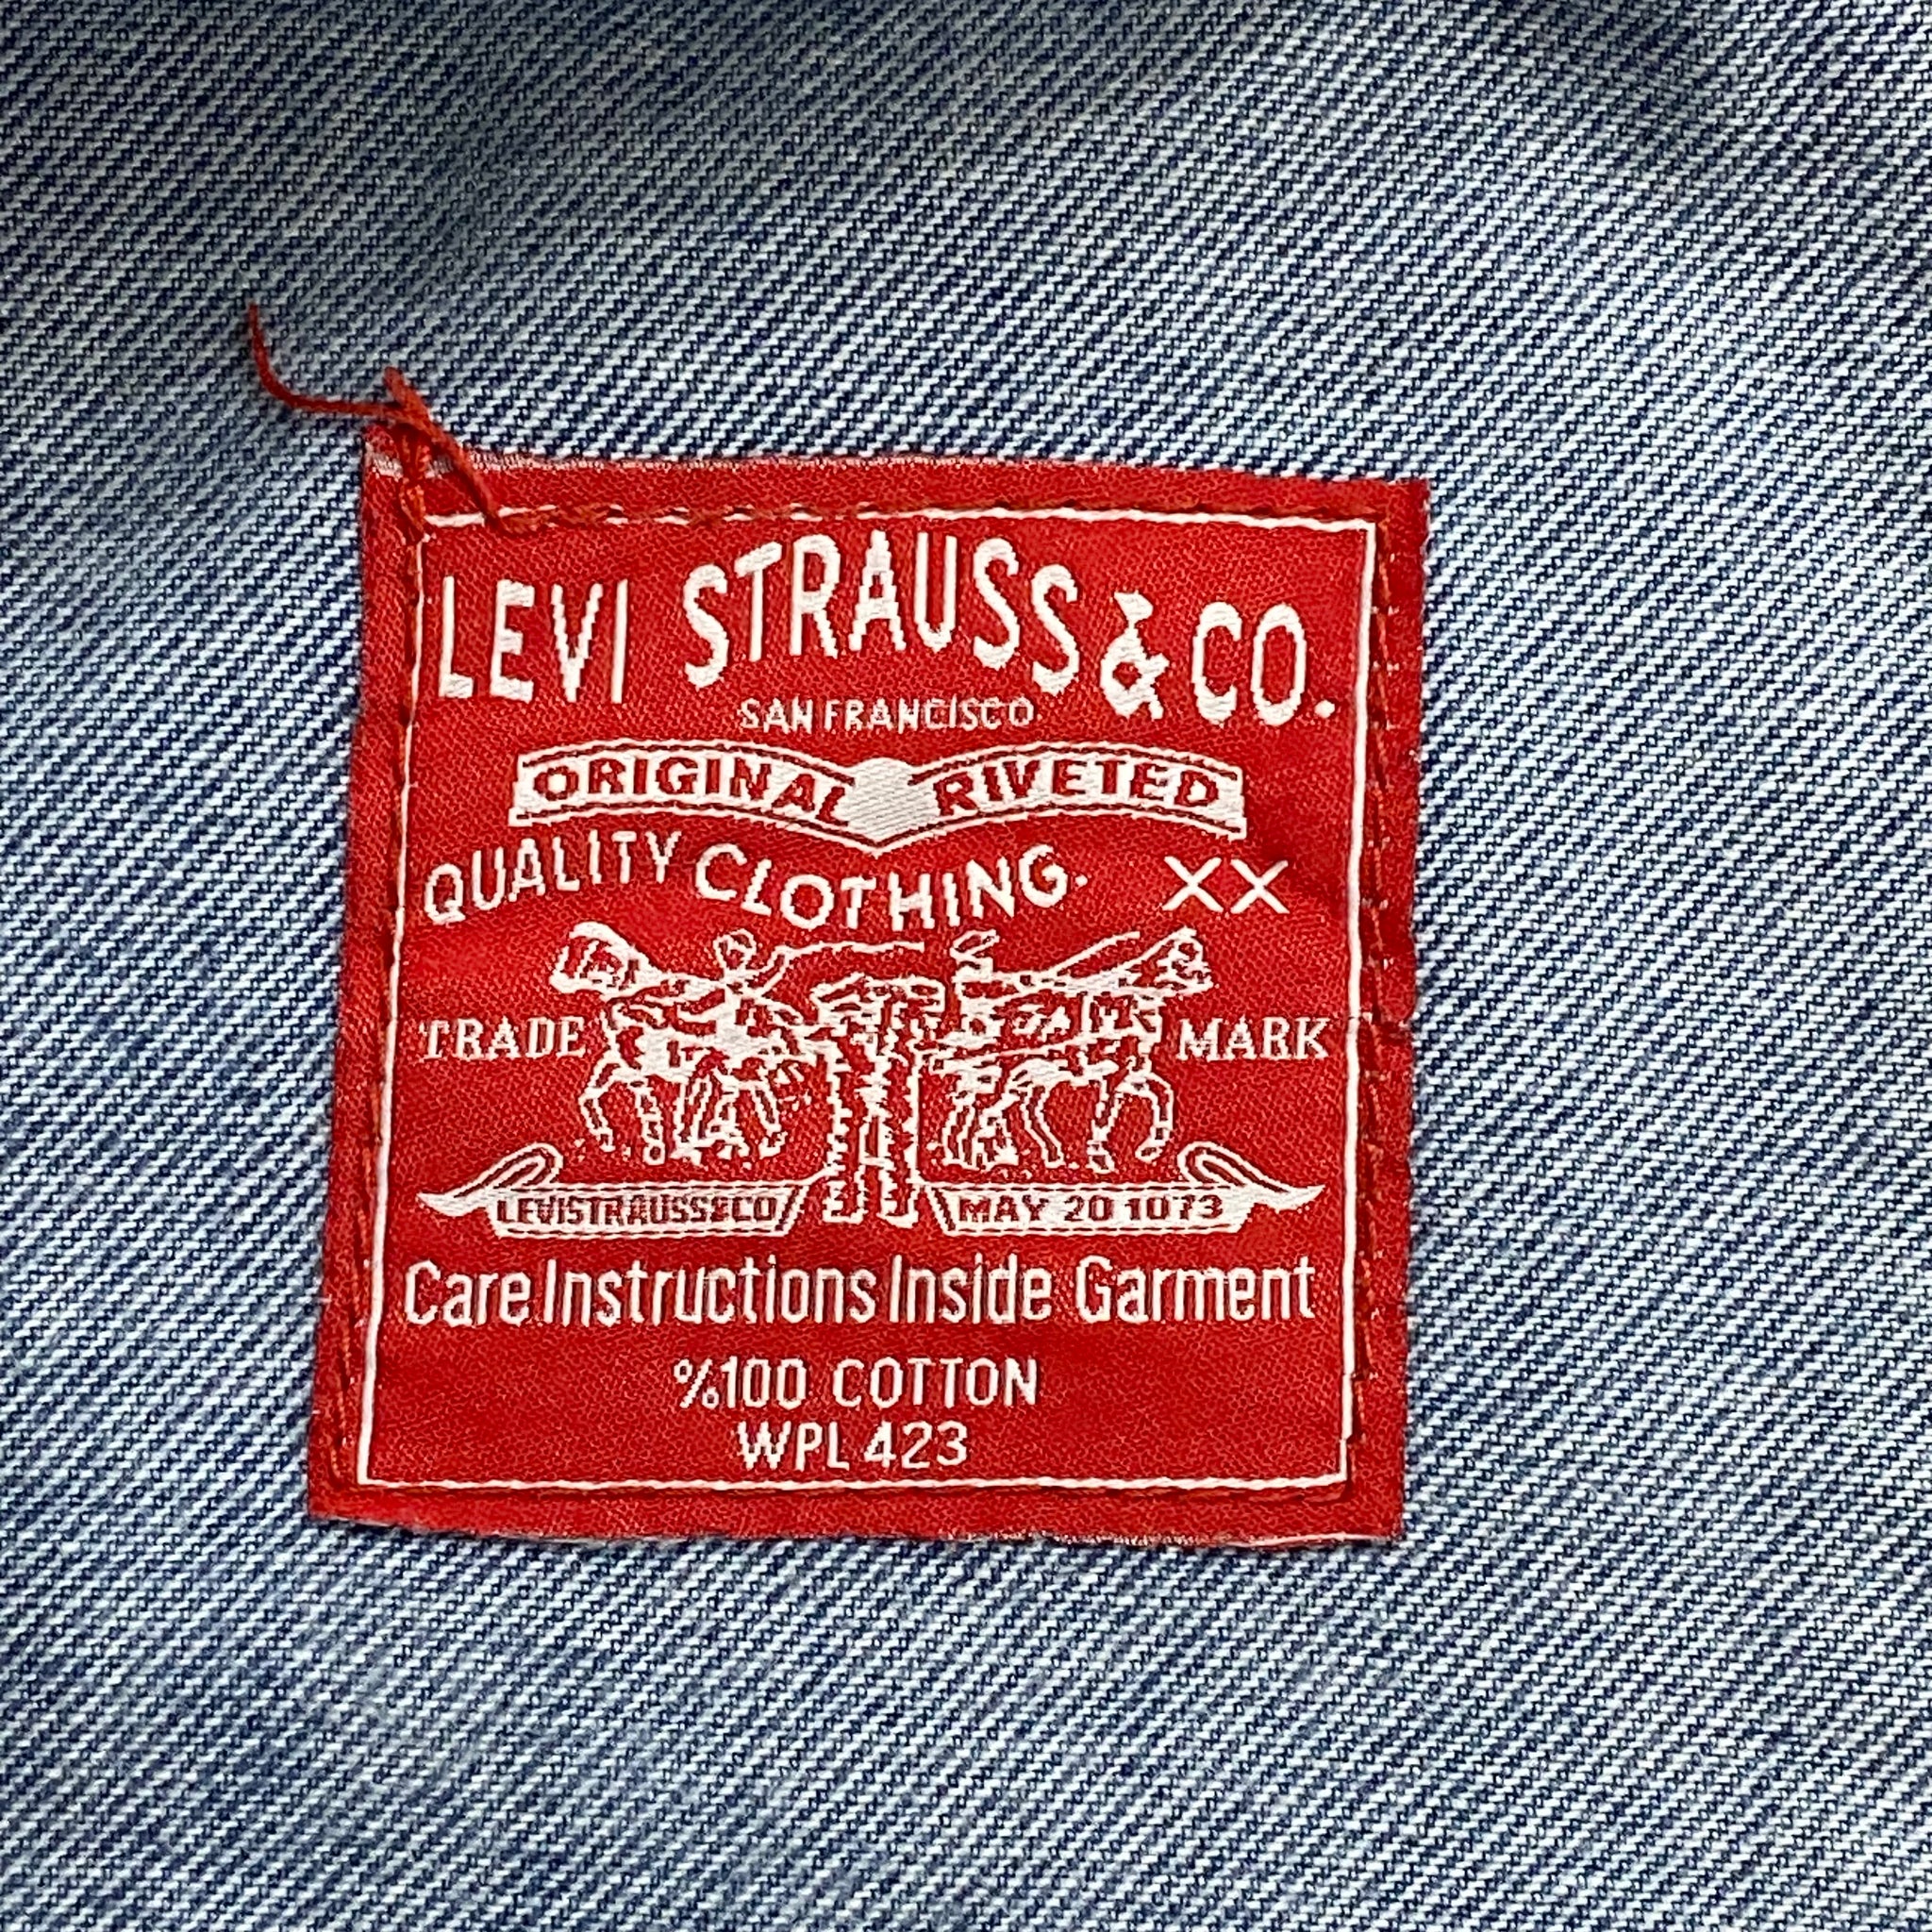 LEVI STRAUSS & CO.
SAN FRANCISCO
ORIGINAL RIVETED
QUALITY CLOTHING. XX
TRADE MARK
LEVISTRAUSS&CO MAY 20 1073
Care Instructions Inside Garment
%100 COTTON
WPL 423